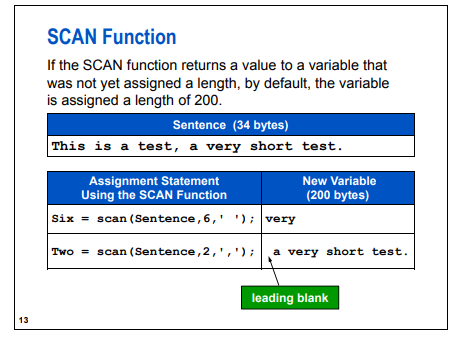 SCAN Function
If the SCAN function returns a value to a variable that
was not yet assigned a length, by default, the variable
is assigned a length of 200.
Sentence (34 bytes)
This is a test, a very short test.
Assignment Statement
Using the SCAN Function
New Variable
(200 bytes)
Six = scan(Sentence,6,' '); very
Two = scan(Sentence,2,','); a very short test.
leading blank
13